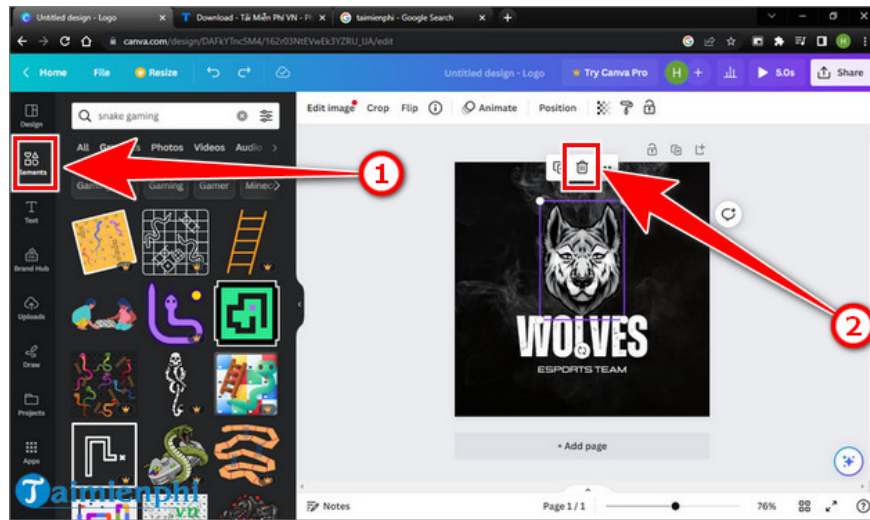 Untitled design - Logo
Download - Tải Miễn Phí VN - Pl
taimienphi - Google Search
canva.com/design/DAFkYTnc5M4/162r03NtEVwEk3YZRU_UA/edit
Home File Resize Untitled design - Logo Try Canva Pro H 5.0s Share
Edit image Crop Flip Animate Position
snake gaming
Design
All Photos Videos Audio
Elements
Gaming Gamer Minec
Text
Brand Hub
Uploads
Draw
Projects
Apps
1
2
WOLVES
ESPORTS TEAM
+ Add page
Notes Page 1 / 1 76%
Taimienphi
.vn